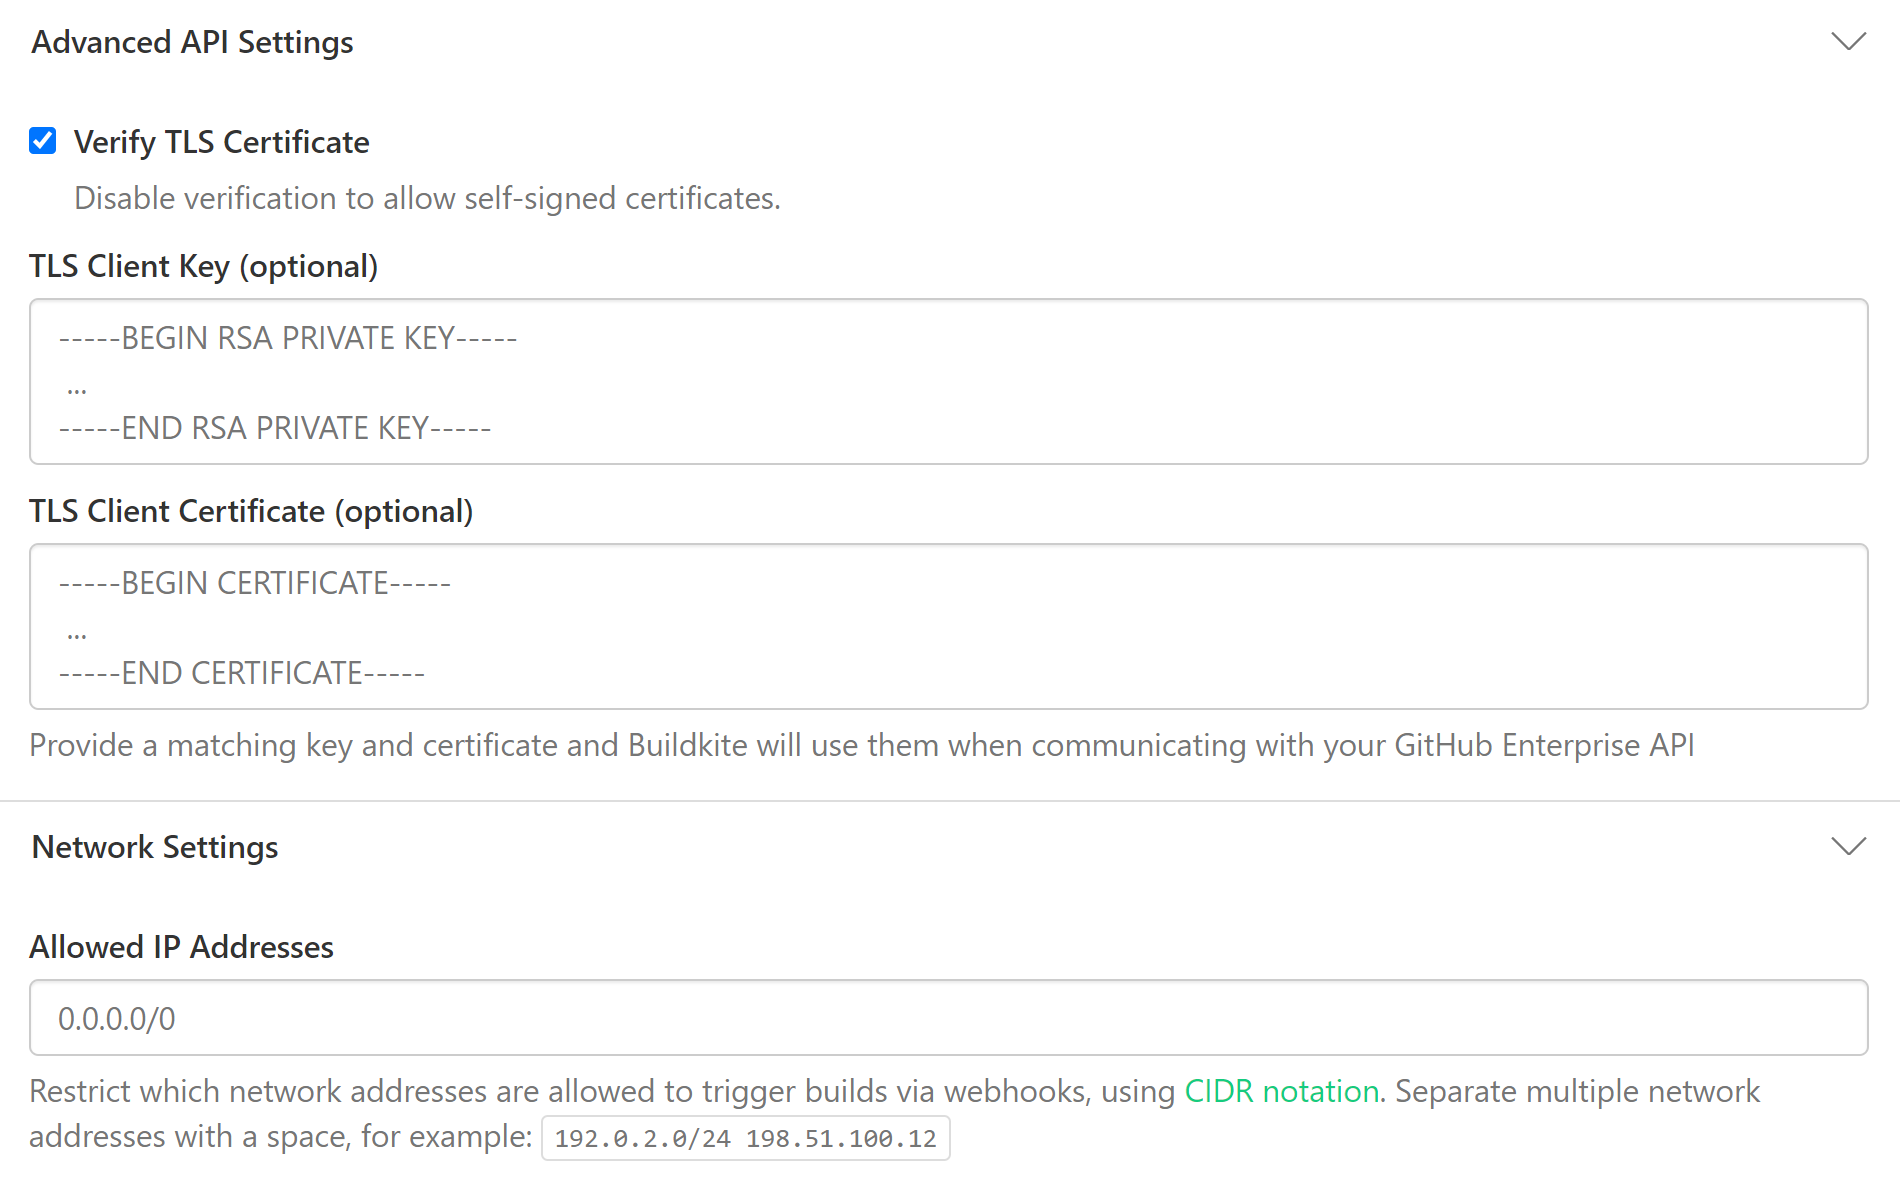 Advanced API Settings
Verify TLS Certificate
Disable verification to allow self-signed certificates.
TLS Client Key (optional)
-----BEGIN RSA PRIVATE KEY-----
...
-----END RSA PRIVATE KEY-----
TLS Client Certificate (optional)
-----BEGIN CERTIFICATE-----
...
-----END CERTIFICATE-----
Provide a matching key and certificate and Buildkite will use them when communicating with your GitHub Enterprise API
Network Settings
Allowed IP Addresses
0.0.0.0/0
Restrict which network addresses are allowed to trigger builds via webhooks, using CIDR notation. Separate multiple network
addresses with a space, for example: 192.0.2.0/24 198.51.100.12